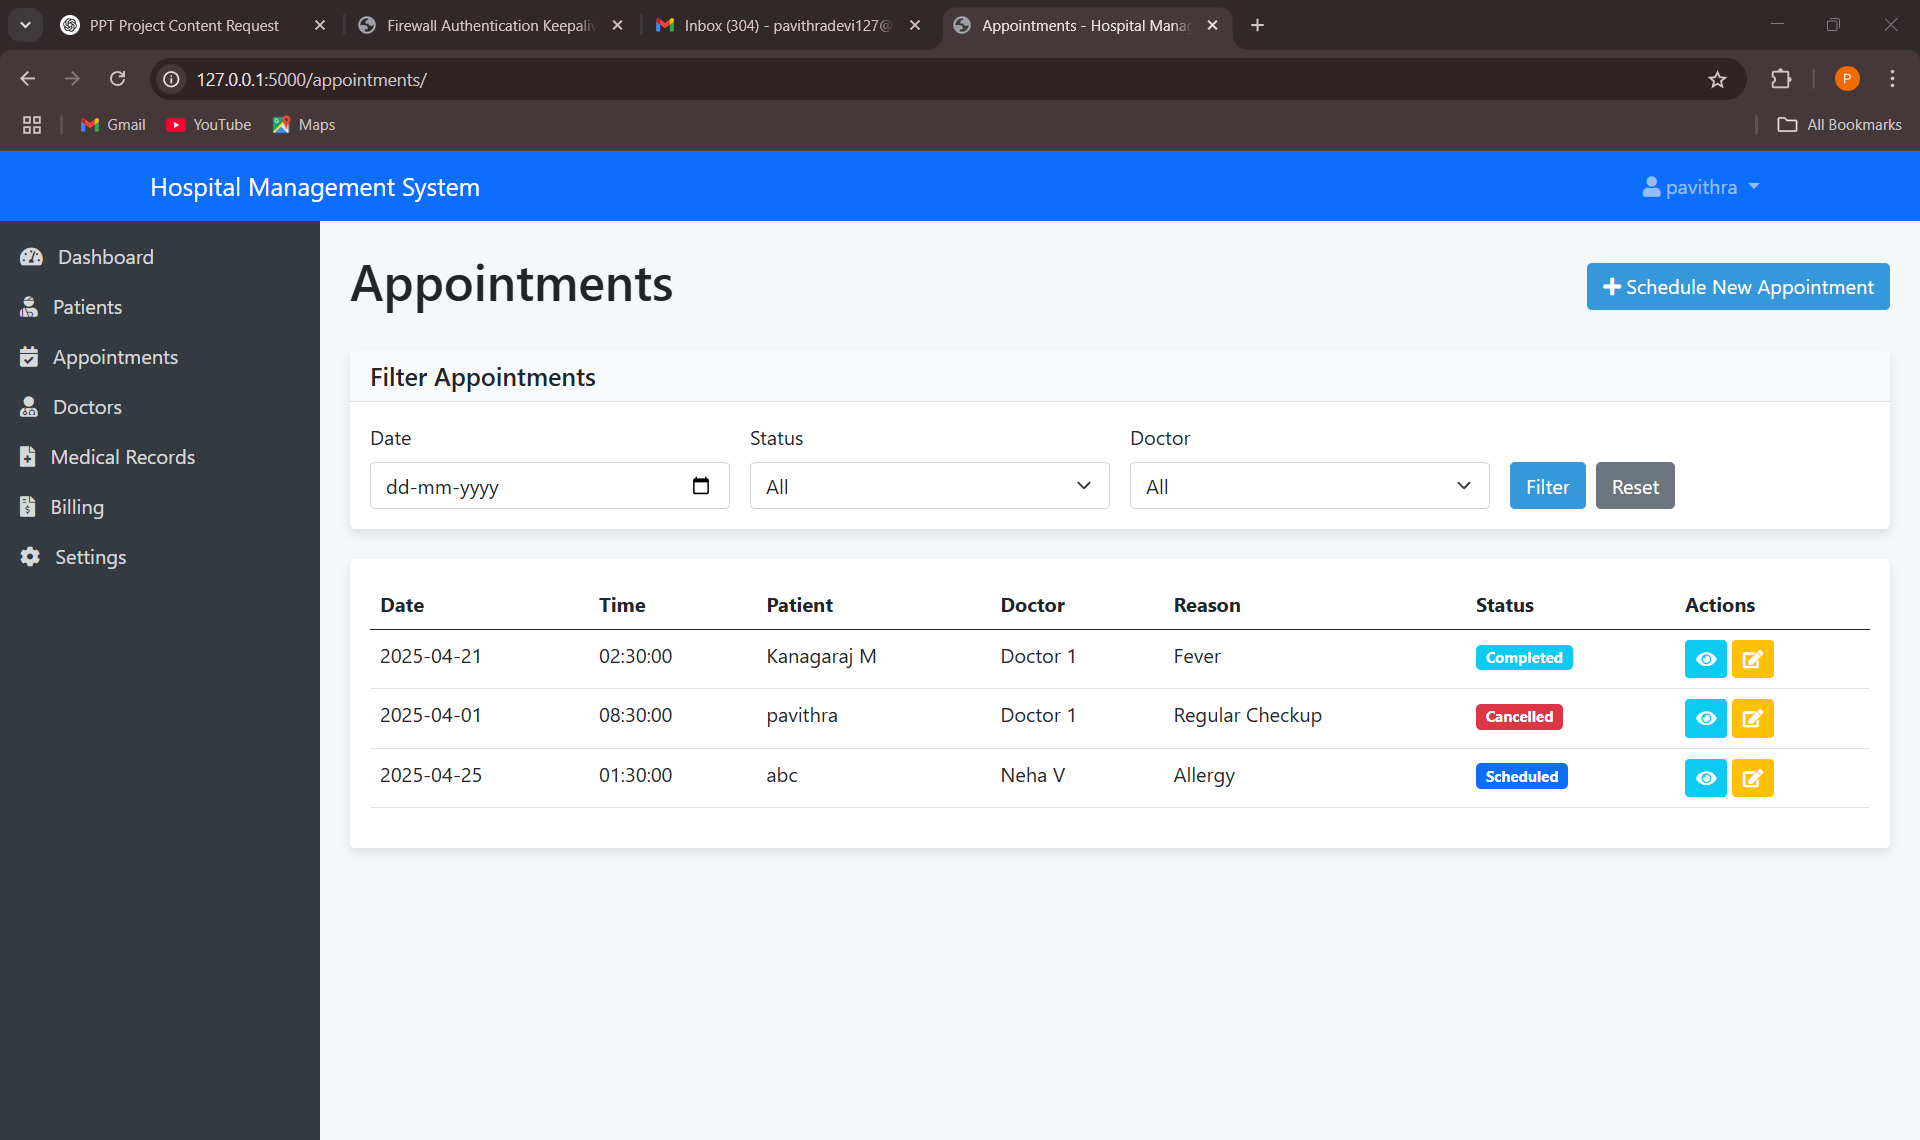 PPT Project Content Request
Firewall Authentication Keepaliv
Inbox (304) - pavithradevi127@
Appointments - Hospital Manag
127.0.0.1:5000/appointments/
P
Gmail
YouTube
Maps
All Bookmarks
Hospital Management System
pavithra
Dashboard
Patients
Appointments
Doctors
Medical Records
Billing
Settings
Appointments
Schedule New Appointment
Filter Appointments
Date Status Doctor
dd-mm-yyyy All All Filter Reset
Date Time Patient Doctor Reason Status Actions
2025-04-21 02:30:00 Kanagaraj M Doctor 1 Fever Completed
2025-04-01 08:30:00 pavithra Doctor 1 Regular Checkup Cancelled
2025-04-25 01:30:00 abc Neha V Allergy Scheduled